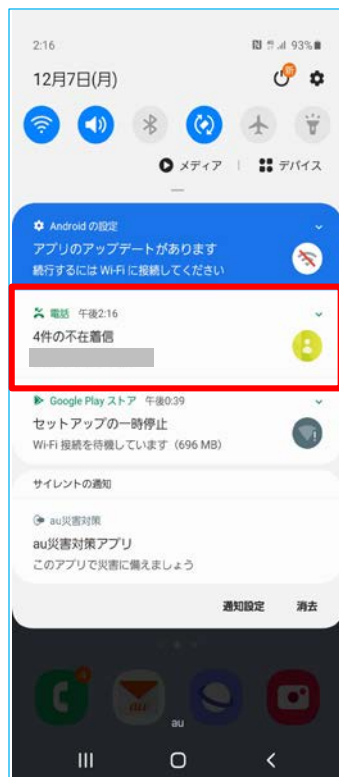 2:16 93%
12月7日(月) 新
メディア | デバイス
Android の設定
アプリのアップデートがあります
続行するには Wi-Fi に接続してください
電話 午後2:16
4件の不在着信
Google Play ストア 午後0:39
セットアップの一時停止
Wi-Fi 接続を待機しています (696 MB)
サイレントの通知
au災害対策
au災害対策アプリ
このアプリで災害に備えましょう
通知設定 消去
4
au
au